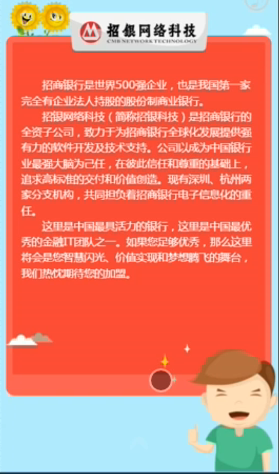 招银网络科技
CMB NETWORK TECHNOLOGY
招商银行是世界500强企业，也是我国第一家
完全有企业法人持股的股份制商业银行。
招银网络科技（简称招银科技）是招商银行的
全资子公司，致力于为招商银行全球化发展提供强
有力的软件开发及技术支持。公司以成为中国银行
业最强大脑为己任，在彼此信任和尊重的基础上，
追求高标准的交付和价值创造。现有深圳、杭州两
家分支机构，共同担负着招商银行电子信息化的重
任。
这里是中国最具活力的银行，这里是中国最优
秀的金融IT团队之一。如果您足够优秀，那么这里
将会是您智慧闪光、价值实现和梦想腾飞的舞台，
我们热忱期待您的加盟。